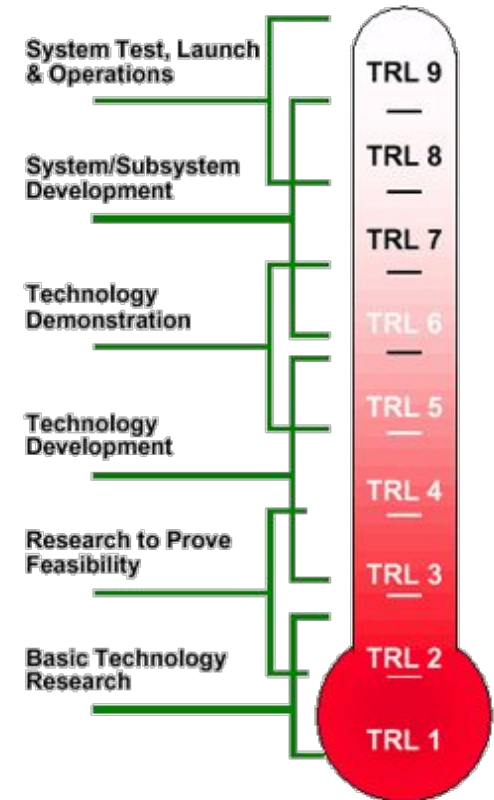 System Test, Launch
& Operations
System/Subsystem
Development
Technology
Demonstration
Technology
Development
Research to Prove
Feasibility
Basic Technology
Research
TRL 9
TRL 8
TRL 7
TRL 6
TRL 5
TRL 4
TRL 3
TRL 2
TRL 1